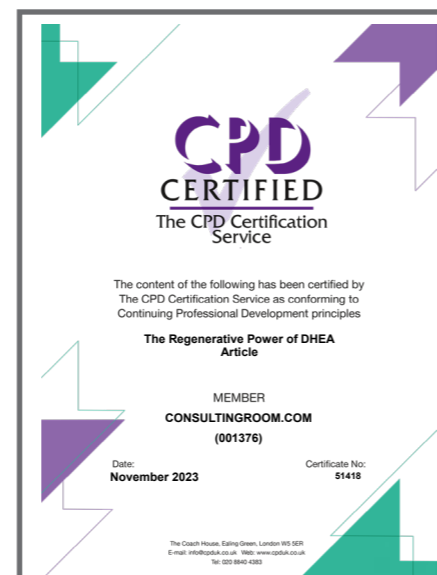 CPD
CERTIFIED
The CPD Certification
Service
The content of the following has been certified by
The CPD Certification Service as conforming to
Continuing Professional Development principles
The Regenerative Power of DHEA
Article
MEMBER
CONSULTINGROOM.COM
(001376)
Date:
November 2023
Certificate No:
51418
The Coach House, Ealing Green, London W5 5ER
E-mail: info@cpduk.co.uk Web: www.cpduk.co.uk
Tel: 020 8840 4383